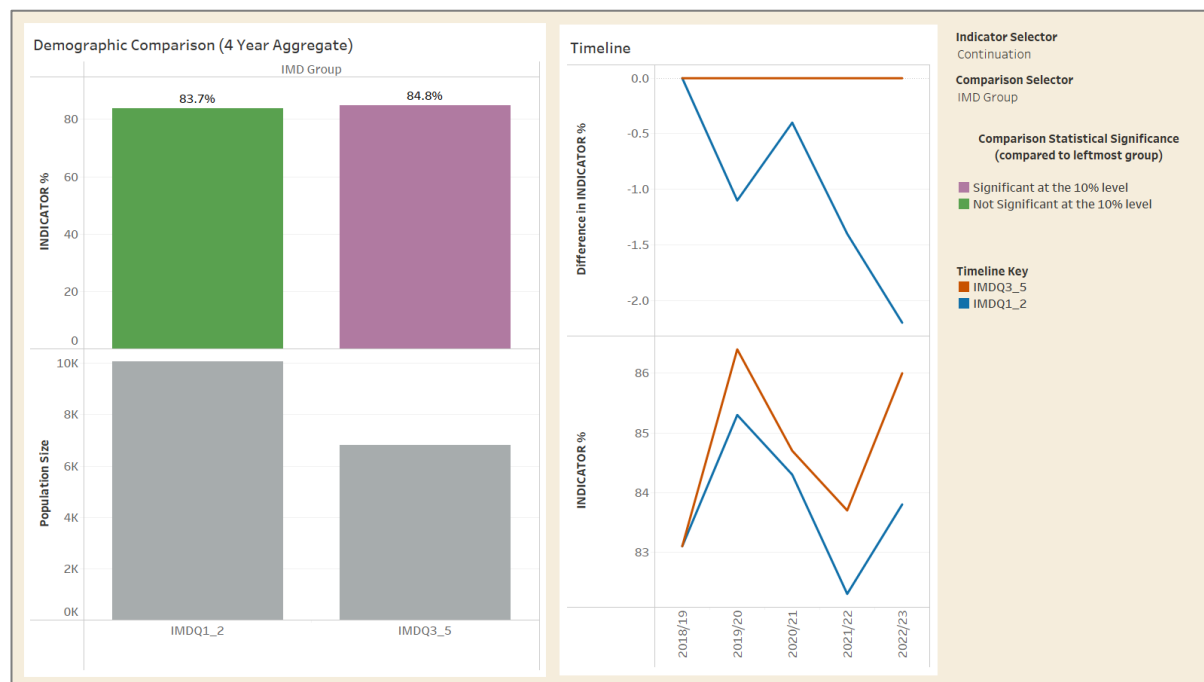 Demographic Comparison (4 Year Aggregate)
IMD Group
INDICATOR %
80
60
40
20
0
83.7%
84.8%
Population Size
10K
8K
6K
4K
2K
0K
IMDQ1_2
IMDQ3_5
Timeline
Difference in INDICATOR %
0.0
-0.5
-1.0
-1.5
-2.0
INDICATOR %
86
85
84
83
2018/19
2019/20
2020/21
2021/22
2022/23
Indicator Selector
Continuation
Comparison Selector
IMD Group
Comparison Statistical Significance
(compared to leftmost group)
Significant at the 10% level
Not Significant at the 10% level
Timeline Key
IMDQ3_5
IMDQ1_2